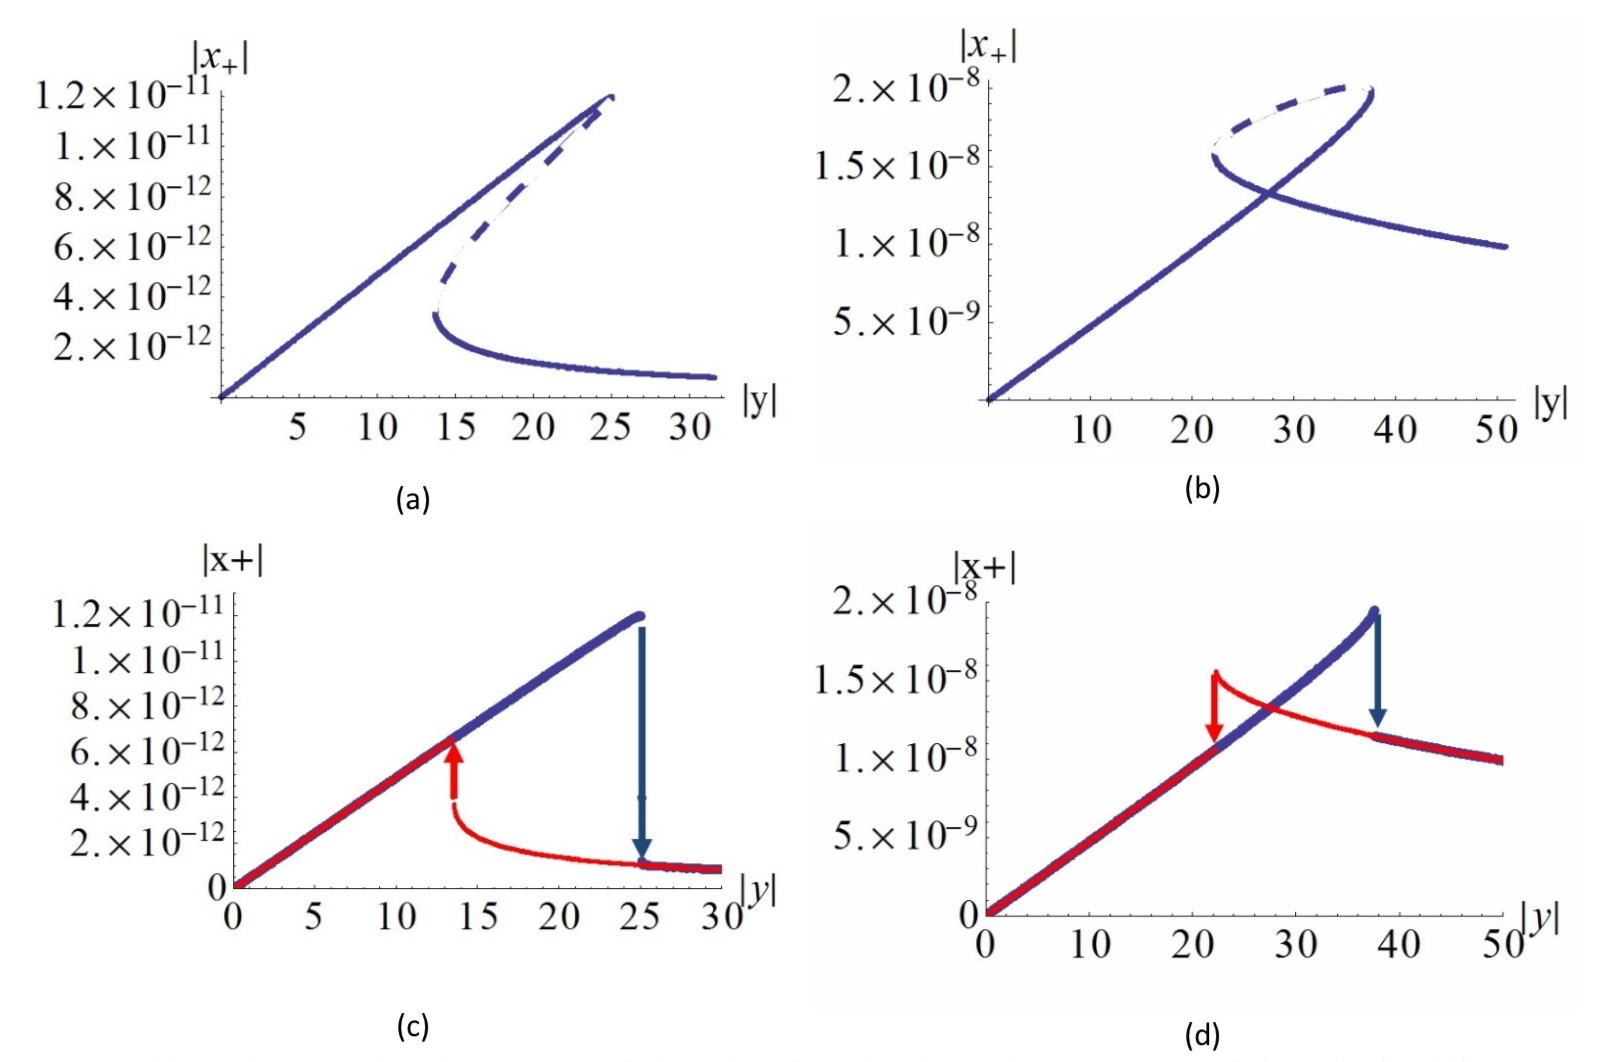 |x₊|
1.2×10⁻¹¹
1.×10⁻¹¹
8.×10⁻¹²
6.×10⁻¹²
4.×10⁻¹²
2.×10⁻¹²
5 10 15 20 25 30 |y|
(a)
|x₊|
2.×10⁻⁸
1.5×10⁻⁸
1.×10⁻⁸
5.×10⁻⁹
10 20 30 40 50 |y|
(b)
|x+|
1.2×10⁻¹¹
1.×10⁻¹¹
8.×10⁻¹²
6.×10⁻¹²
4.×10⁻¹²
2.×10⁻¹²
0
0 5 10 15 20 25 30 |y|
(c)
|x+|
2.×10⁻⁸
1.5×10⁻⁸
1.×10⁻⁸
5.×10⁻⁹
0
0 10 20 30 40 50 |y|
(d)